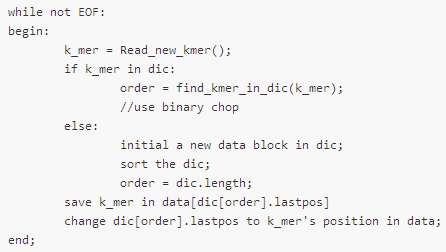 while not EOF:
begin:
k_mer = Read_new_kmer();
if k_mer in dic:
order = find_kmer_in_dic(k_mer);
//use binary chop
else:
initial a new data block in dic;
sort the dic;
order = dic.length;
save k_mer in data[dic[order].lastpos]
change dic[order].lastpos to k_mer's position in data;
end;